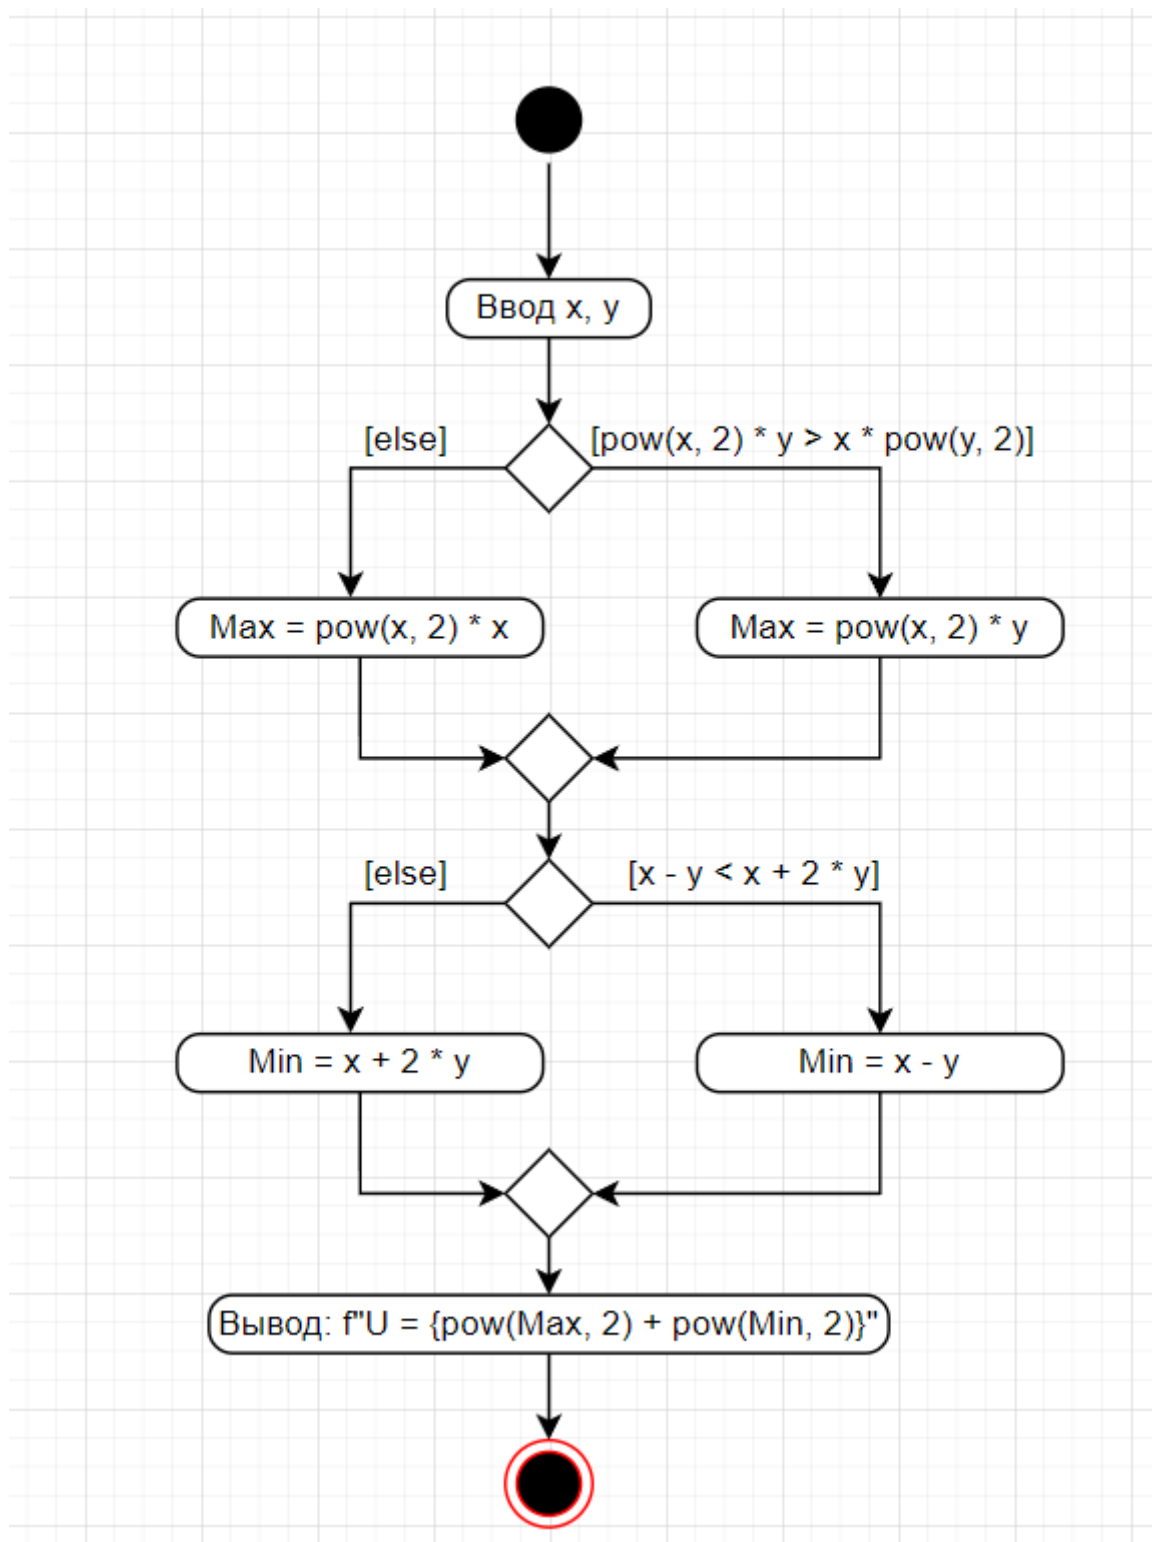 Ввод x, y
[else]
[pow(x, 2) * y > x * pow(y, 2)]
Max = pow(x, 2) * x
Max = pow(x, 2) * y
[else]
[x - y < x + 2 * y]
Min = x + 2 * y
Min = x - y
Вывод: f"U = {pow(Max, 2) + pow(Min, 2)}"